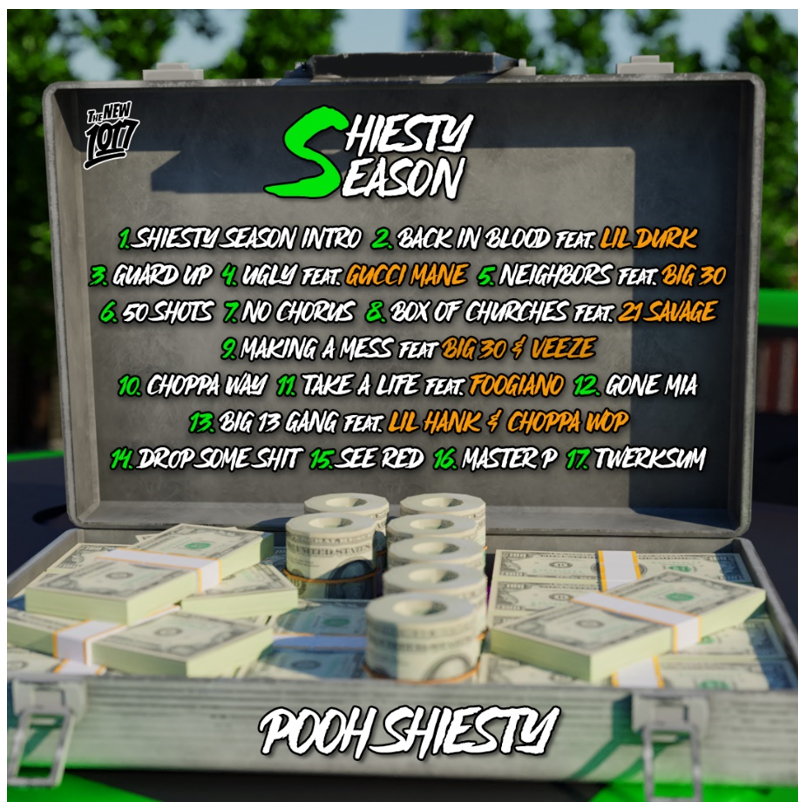 THE NEW
1017
SHIESTY
SEASON
1. SHIESTY SEASON INTRO 2. BACK IN BLOOD FEAT. LIL DURK
3. GUARD UP 4. UGLY FEAT. GUCCI MANE 5. NEIGHBORS FEAT. BIG 30
6. 50 SHOTS 7. NO CHORUS 8. BOX OF CHURCHES FEAT. 21 SAVAGE
9. MAKING A MESS FEAT BIG 30 & VEEZE
10. CHOPPA WAY 11. TAKE A LIFE FEAT. FOOGIANO 12. GONE MIA
13. BIG 13 GANG FEAT. LIL HANK & CHOPPA WOP
14. DROP SOME SHIT 15. SEE RED 16. MASTER P 17. TWERKSUM
POOH SHIESTY